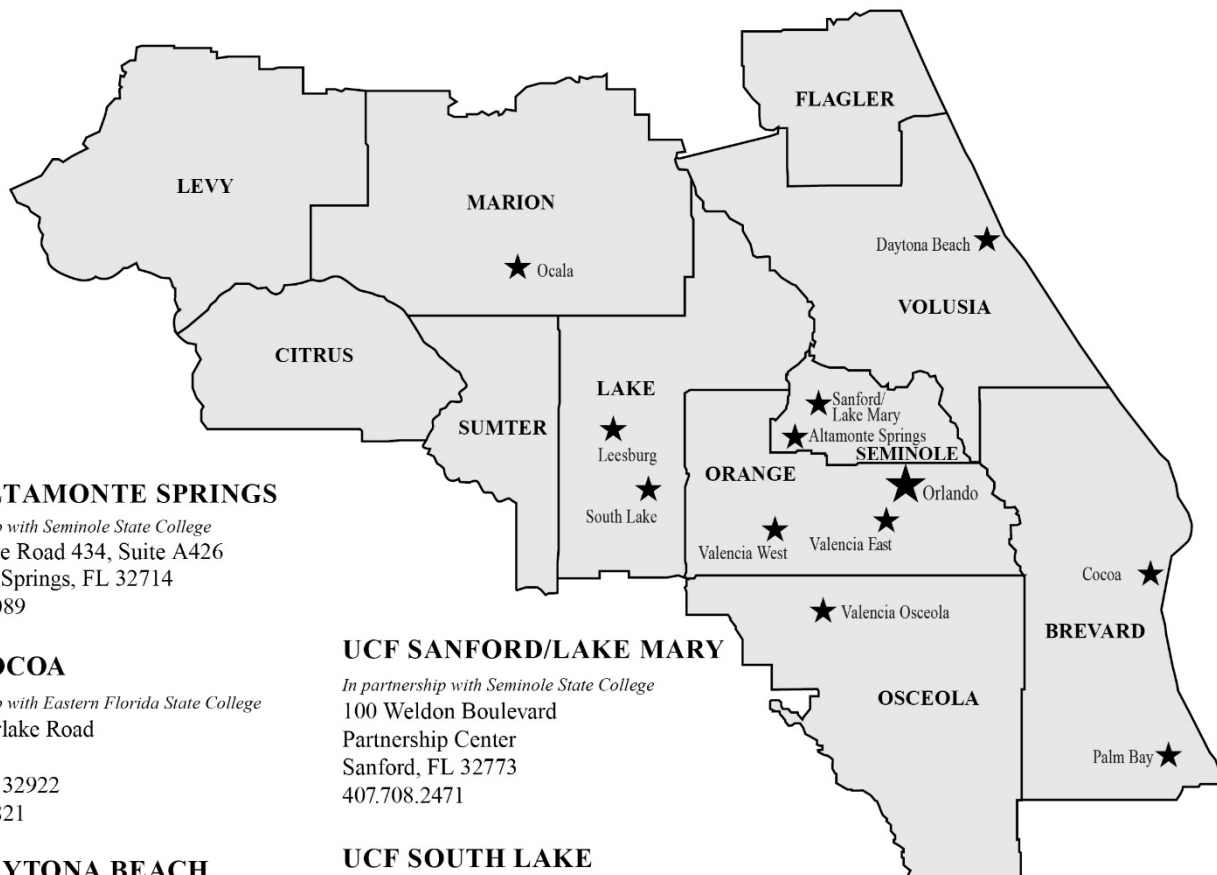 FLAGLER
LEVY
MARION
Daytona Beach
Ocala
VOLUSIA
CITRUS
LAKE
Sanford/
Lake Mary
SUMTER
Altamonte Springs
SEMINOLE
Leesburg
ORANGE
Orlando
South Lake
Valencia West
Valencia East
Cocoa
Valencia Osceola
BREVARD
OSCEOLA
Palm Bay
LTAMONTE SPRINGS
p with Seminole State College
e Road 434, Suite A426
Springs, FL 32714
089
OCOA
p with Eastern Florida State College
rlake Road
32922
321
YTONA BEACH
UCF SANFORD/LAKE MARY
In partnership with Seminole State College
100 Weldon Boulevard
Partnership Center
Sanford, FL 32773
407.708.2471
UCF SOUTH LAKE